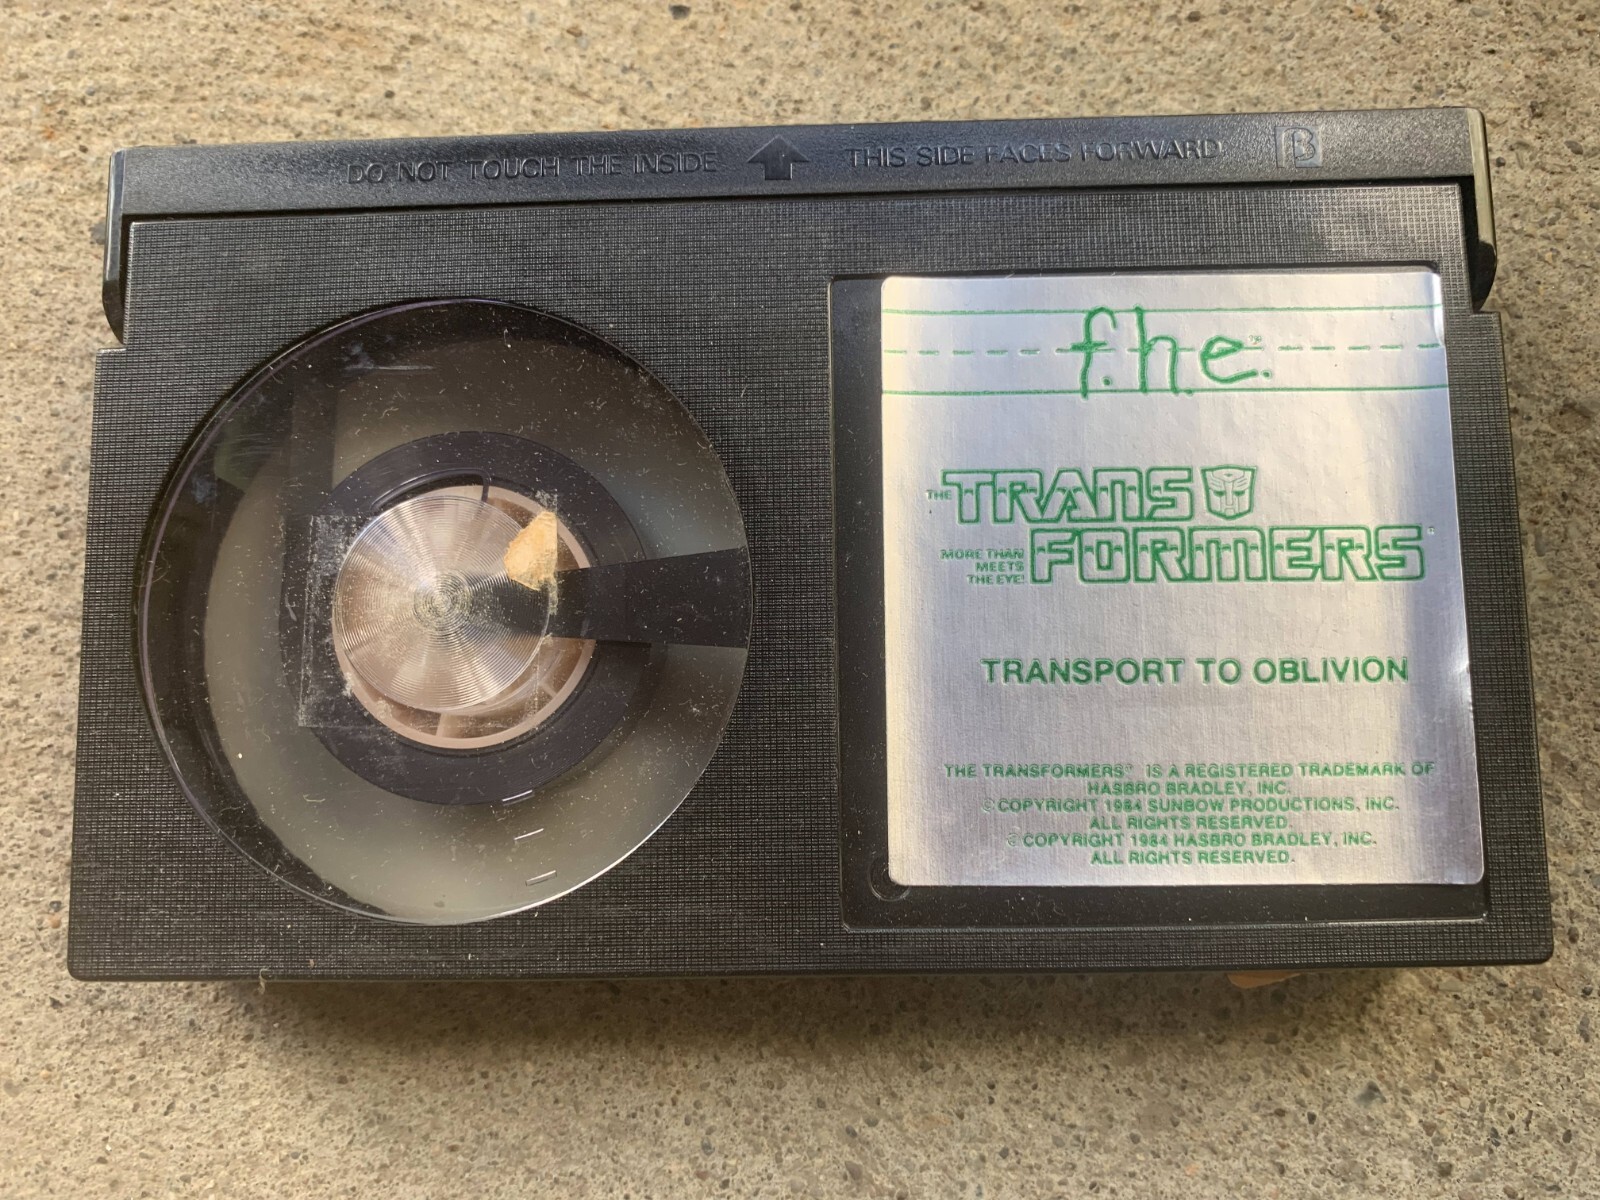 DO NOT TOUCH THE INSIDE THIS SIDE FACES FORWARD β
f.h.e.™
THE TRANS
MORE THAN
MEETS
THE EYE!
FORMERS
TRANSPORT TO OBLIVION
THE TRANSFORMERS® IS A REGISTERED TRADEMARK OF
HASBRO BRADLEY, INC.
©COPYRIGHT 1984 SUNBOW PRODUCTIONS, INC.
ALL RIGHTS RESERVED.
©COPYRIGHT 1984 HASBRO BRADLEY, INC.
ALL RIGHTS RESERVED.